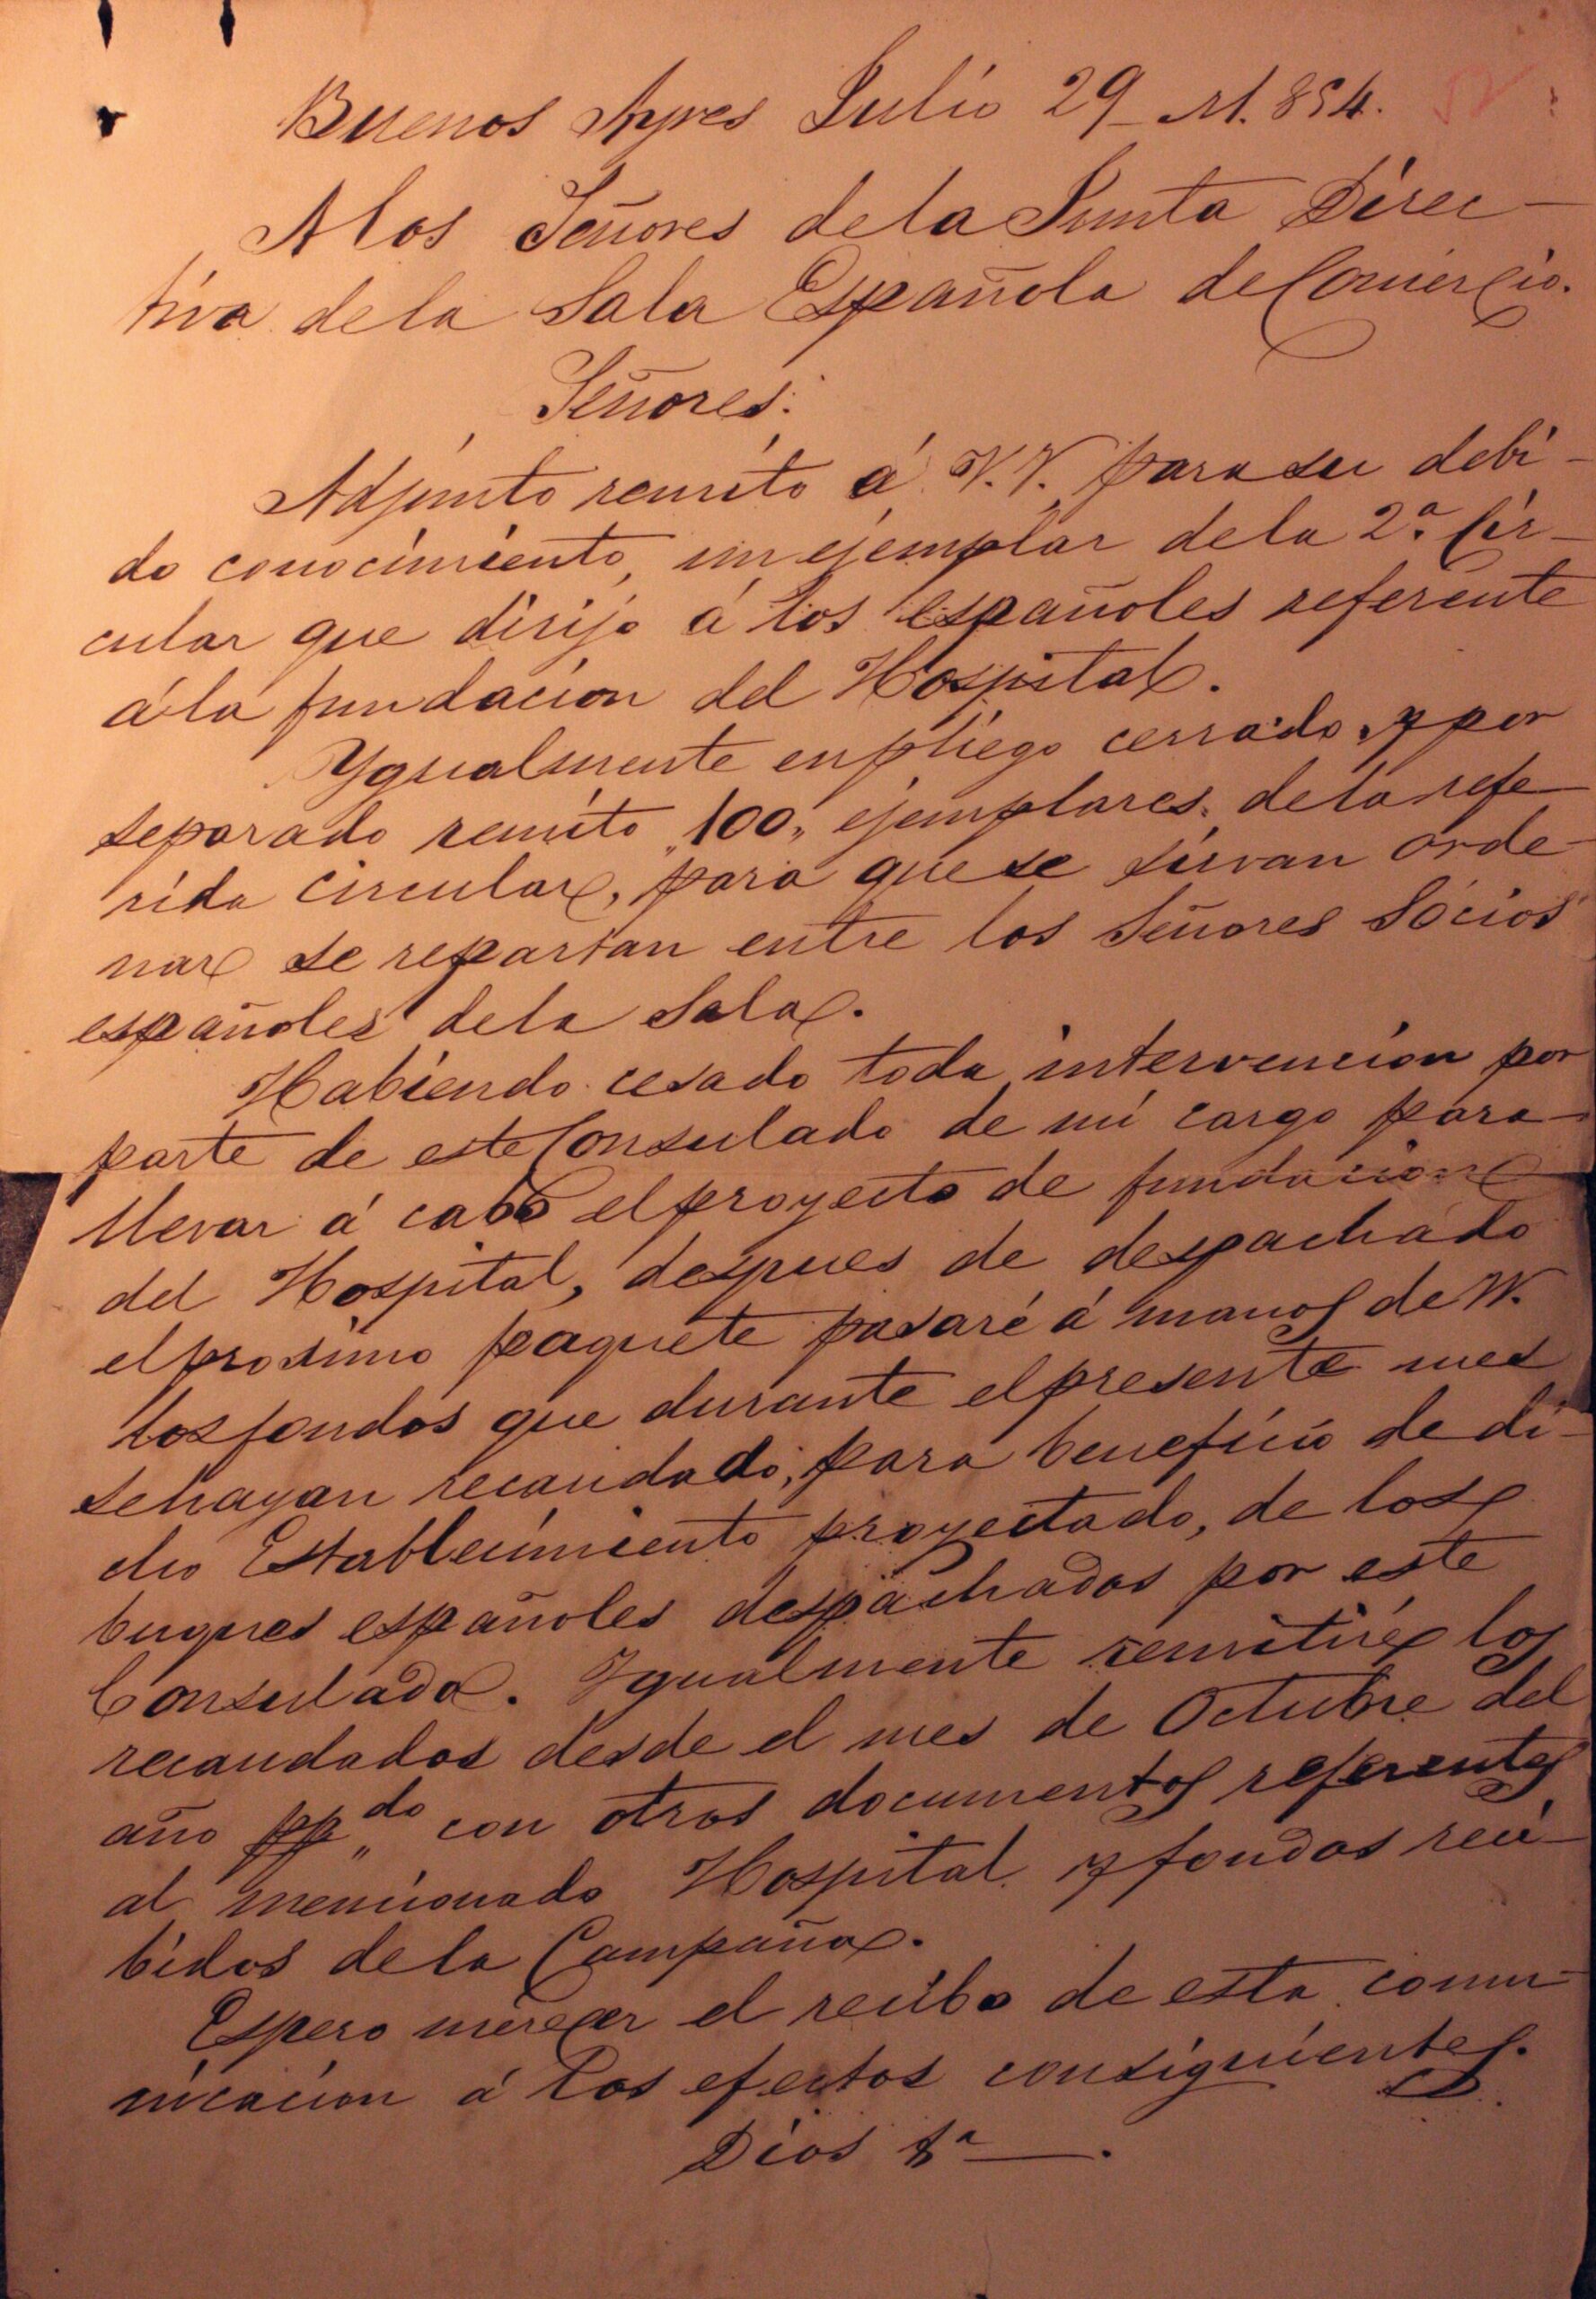 Buenos Ayres Julio 29_ M. 854.
A los Señores de la Junta Direc-
tiva de la Sala Española de Comercio.
Señores:
Adjunto remito á V. V. para su debi-
do conocimiento, un ejemplar de la 2.ª Cir-
cular que dirijo á los españoles referente
á la fundacion del Hospital.
Ygualmente en pliego cerrado y por
separado remito "100" ejemplares de la refe
rida circular, para que se sirvan orde-
nar se repartan entre los Señores Sócios
españoles de la Sala.
Habiendo cesado toda intervencion por
parte de este Consulado de mi cargo para
llevar á cabo el proyecto de fundacion
del Hospital, despues de despachado
el procsimo paquete pasaré á manos de VV.
los fondos que durante el presente mes
se hayan recaudado, para beneficio de di-
cho Establecimiento proyectado, de los
buques españoles despachados por este
Consulado. Igualmente remitiré los
recaudados desde el mes de Octubre del
año pp„do con otros documentos referentes
al mencionado Hospital y fondos reci-
bidos de la Campaña.
Espero merecer el recibo de esta comu-
nicacion á los efectos consiguientes.
Dios &a —.